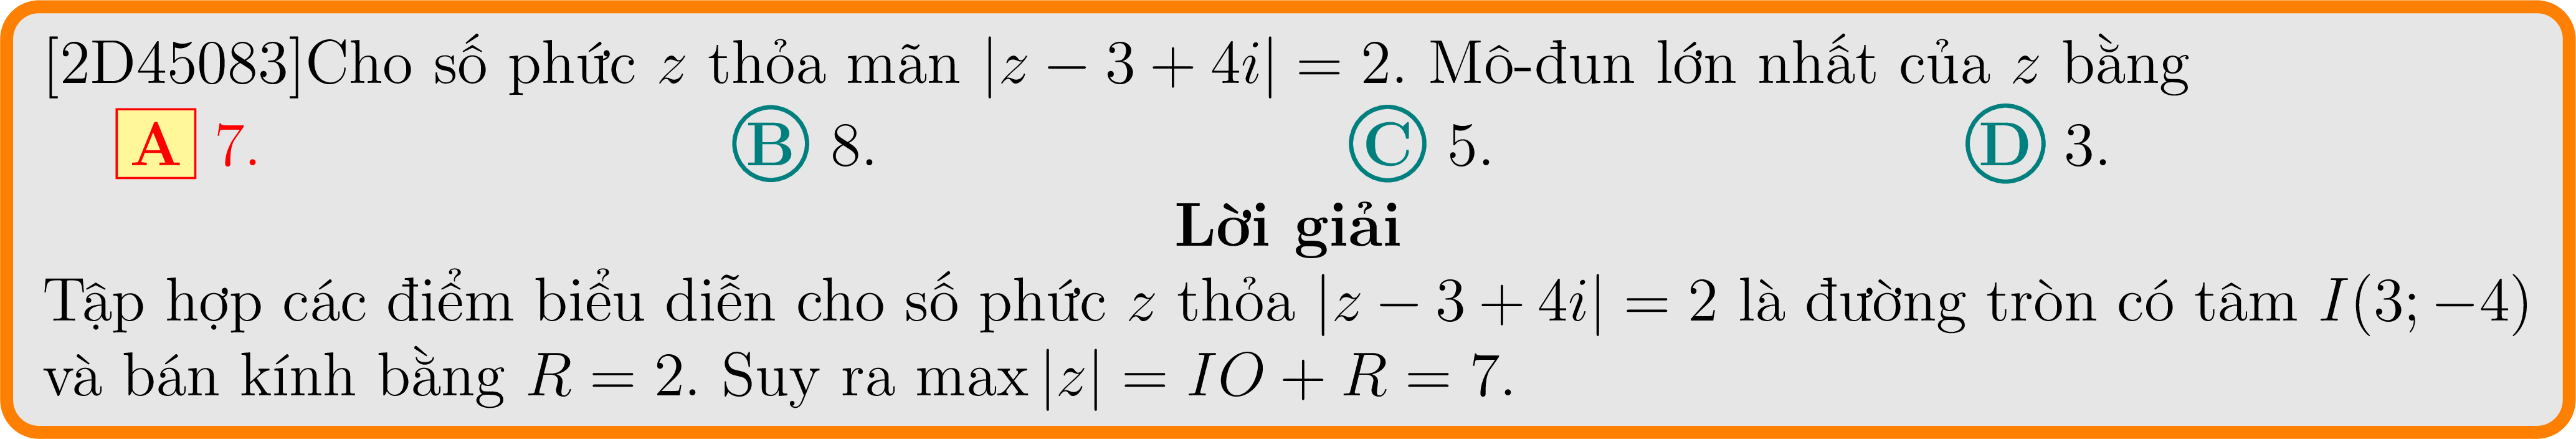 [2D45083]Cho số phức z thỏa mãn |z − 3 + 4i| = 2. Mô-đun lớn nhất của z bằng
A 7. B 8. C 5. D 3.
Lời giải
Tập hợp các điểm biểu diễn cho số phức z thỏa |z − 3 + 4i| = 2 là đường tròn có tâm I(3; −4)
và bán kính bằng R = 2. Suy ra max |z| = IO + R = 7.